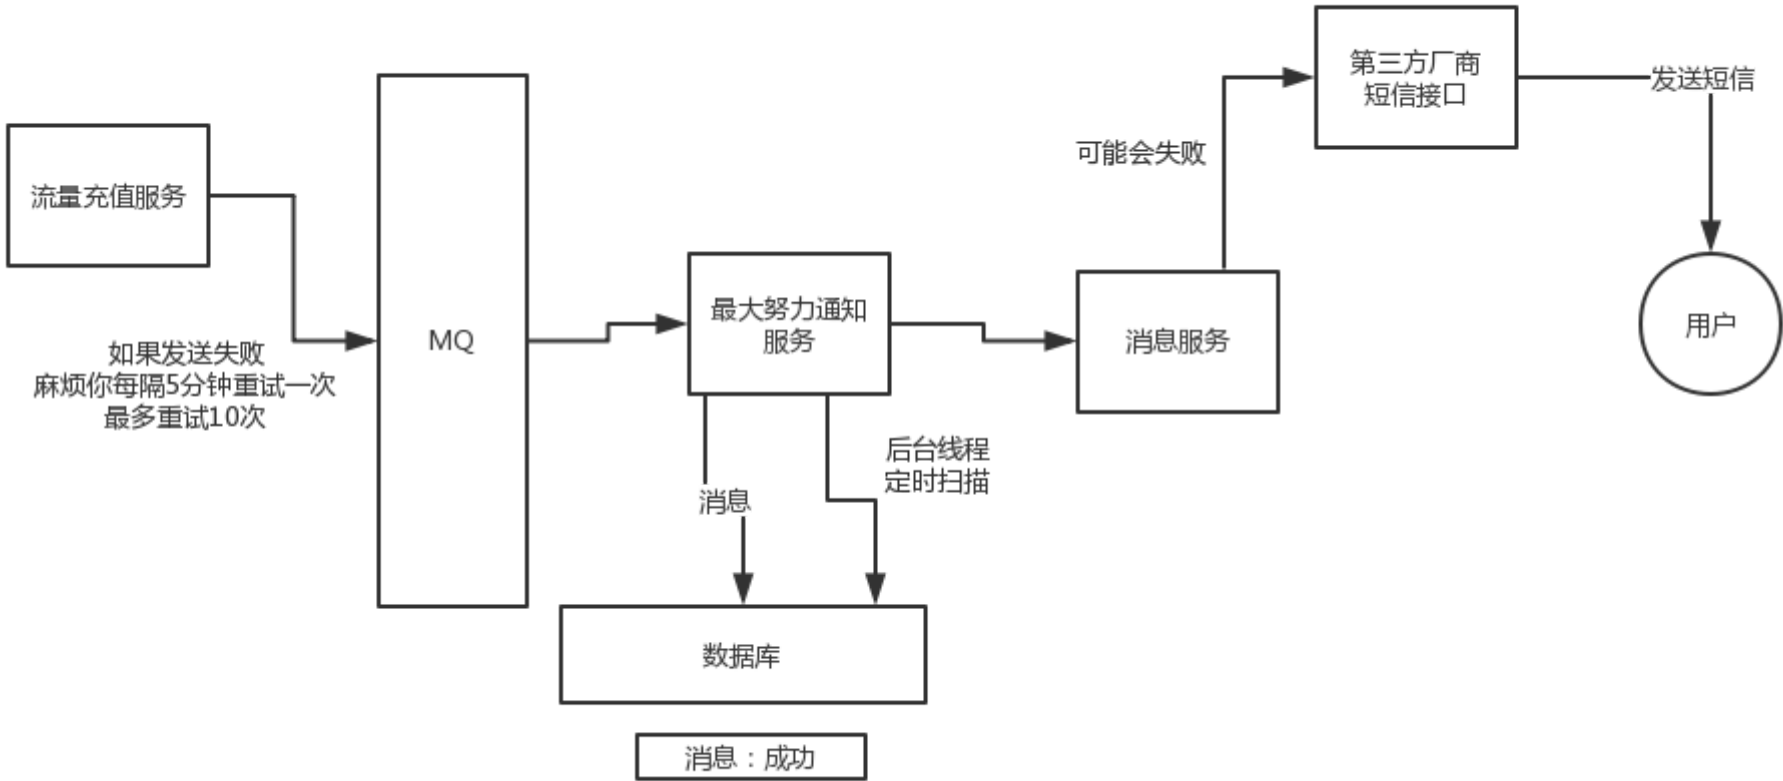 第三方厂商
短信接口
发送短信
可能会失败
流量充值服务
最大努力通知
服务
用户
MQ
消息服务
如果发送失败
麻烦你每隔5分钟重试一次
最多重试10次
后台线程
定时扫描
消息
数据库
消息：成功